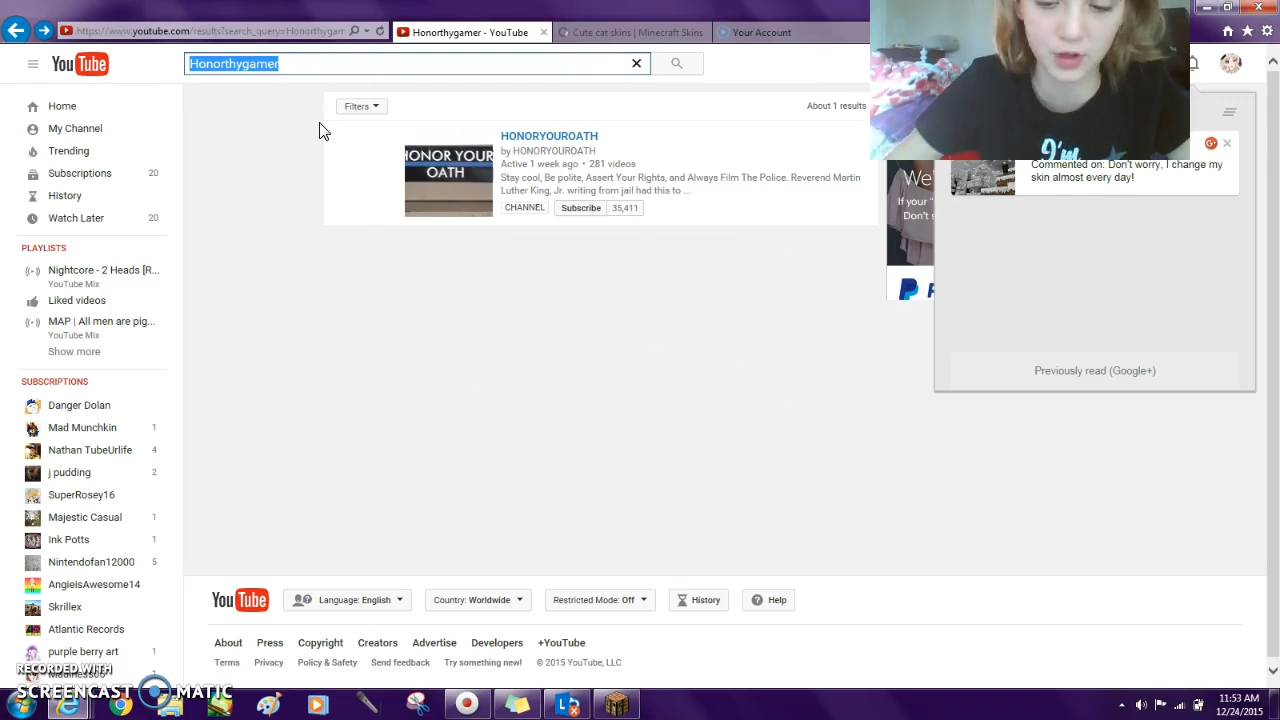 https://www.youtube.com/results?search_query=Honorthygam
Honorthygamer - YouTube
Cute cat skins | Minecraft Skins
Your Account
YouTube
Honorthygamer
Home
My Channel
Trending
Subscriptions 20
History
Watch Later 20
PLAYLISTS
Nightcore - 2 Heads [R...
YouTube Mix
Liked videos
MAP | All men are pig...
YouTube Mix
Show more
SUBSCRIPTIONS
Danger Dolan
Mad Munchkin 1
Nathan TubeUrlife 4
j pudding 2
SuperRosey16
Majestic Casual 1
Ink Potts 1
Nintendofan12000 5
AngieisAwesome14
Skrillex
Atlantic Records
purple berry art 1
Filters
About 1 results
HONOR YOUR
OATH
HONORYOUROATH
by HONORYOUROATH
Active 1 week ago • 281 videos
Stay cool, Be polite, Assert Your Rights, and Always Film The Police. Reverend Martin
Luther King, Jr. writing from jail had this to ...
CHANNEL Subscribe 35,411
I'm
We'
If your "
Don't s
P
Commented on: Don't worry, I change my
skin almost every day!
Previously read (Google+)
YouTube
Language: English
Country: Worldwide
Restricted Mode: Off
History
Help
About Press Copyright Creators Advertise Developers +YouTube
Terms Privacy Policy & Safety Send feedback Try something new! © 2015 YouTube, LLC
RECORDED WITH
SCREENCAST MATIC
11:53 AM
12/24/2015